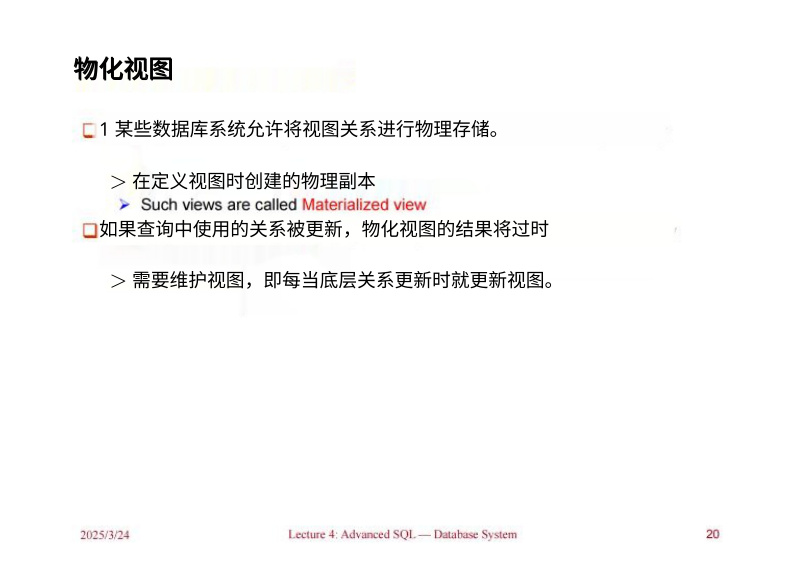 物化视图
❑1 某些数据库系统允许将视图关系进行物理存储。
＞ 在定义视图时创建的物理副本
➢ Such views are called Materialized view
❑如果查询中使用的关系被更新，物化视图的结果将过时
＞ 需要维护视图，即每当底层关系更新时就更新视图。
2025/3/24 Lecture 4: Advanced SQL — Database System 20